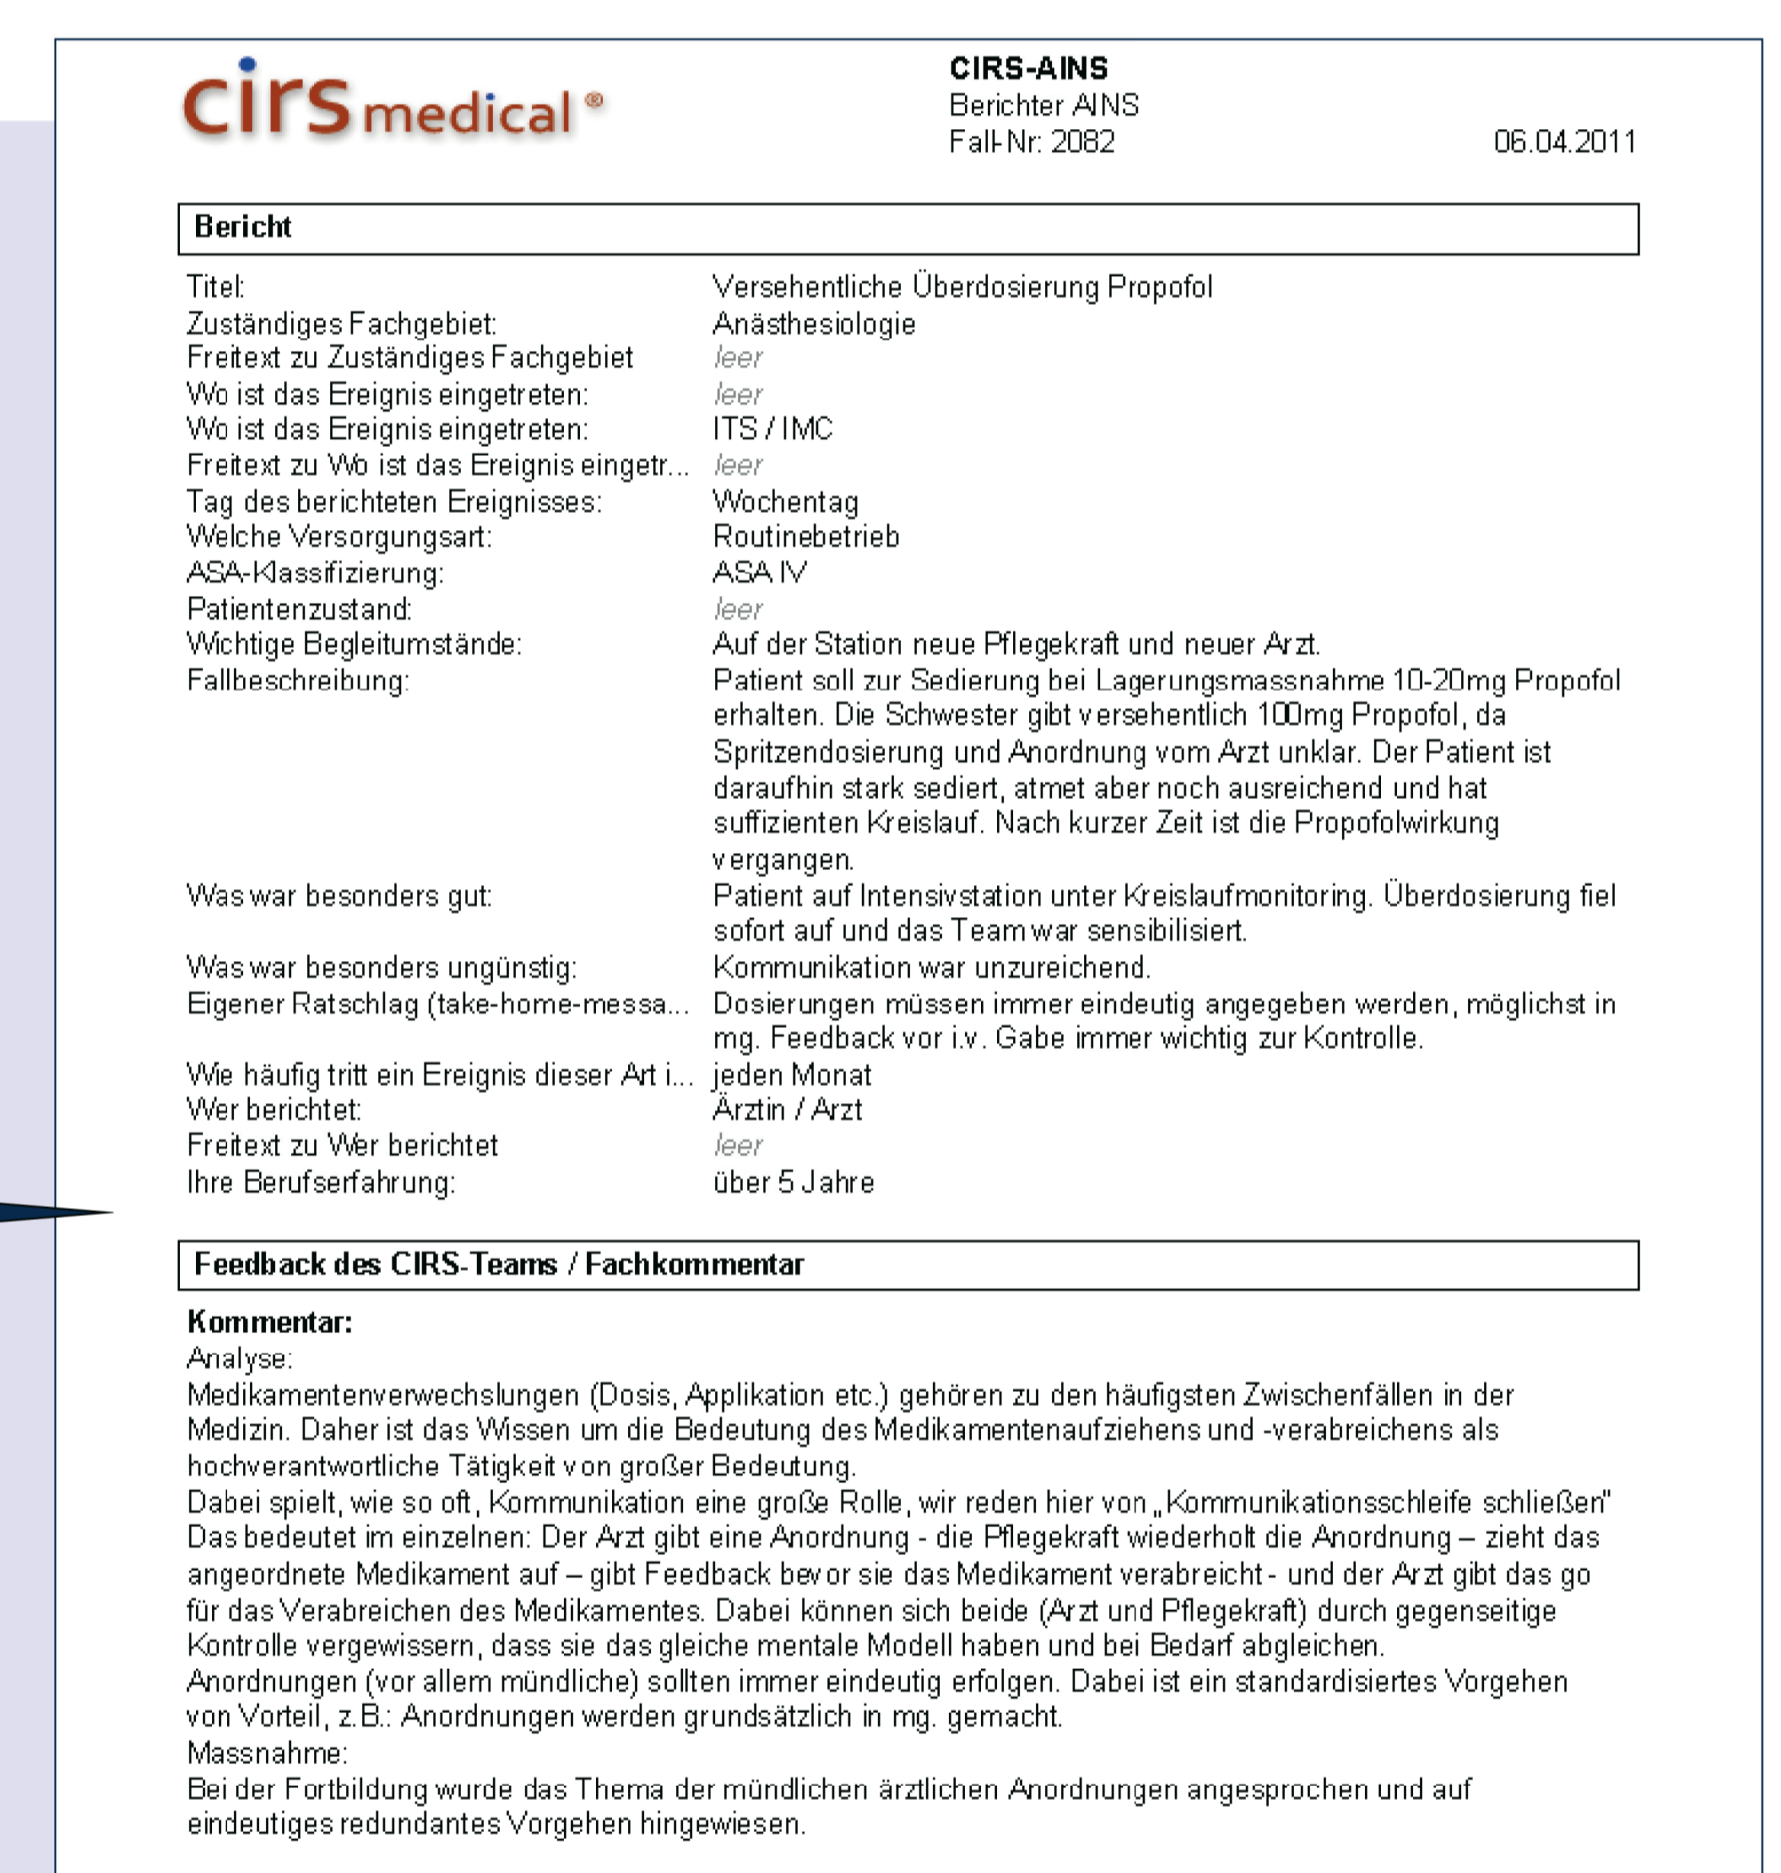 cirs medical ®
CIRS-AINS
Berichter AINS
Fall-Nr: 2082
06.04.2011
Bericht
Titel: Versehentliche Überdosierung Propofol
Zuständiges Fachgebiet: Anästhesiologie
Freitext zu Zuständiges Fachgebiet leer
Wo ist das Ereignis eingetreten: leer
Wo ist das Ereignis eingetreten: ITS / IMC
Freitext zu Wo ist das Ereignis eingetr... leer
Tag des berichteten Ereignisses: Wochentag
Welche Versorgungsart: Routinebetrieb
ASA-Klassifizierung: ASA IV
Patientenzustand: leer
Wichtige Begleitumstände: Auf der Station neue Pflegekraft und neuer Arzt.
Fallbeschreibung: Patient soll zur Sedierung bei Lagerungsmassnahme 10-20mg Propofol
erhalten. Die Schwester gibt versehentlich 100mg Propofol, da
Spritzendosierung und Anordnung vom Arzt unklar. Der Patient ist
daraufhin stark sediert, atmet aber noch ausreichend und hat
suffizienten Kreislauf. Nach kurzer Zeit ist die Propofolwirkung
vergangen.
Was war besonders gut: Patient auf Intensivstation unter Kreislaufmonitoring. Überdosierung fiel
sofort auf und das Team war sensibilisiert.
Was war besonders ungünstig: Kommunikation war unzureichend.
Eigener Ratschlag (take-home-messa... Dosierungen müssen immer eindeutig angegeben werden, möglichst in
mg. Feedback vor i.v. Gabe immer wichtig zur Kontrolle.
Wie häufig tritt ein Ereignis dieser Art i... jeden Monat
Wer berichtet: Ärztin / Arzt
Freitext zu Wer berichtet leer
Ihre Berufserfahrung: über 5 Jahre
Feedback des CIRS-Teams / Fachkommentar
Kommentar:
Analyse:
Medikamentenverwechslungen (Dosis, Applikation etc.) gehören zu den häufigsten Zwischenfällen in der
Medizin. Daher ist das Wissen um die Bedeutung des Medikamentenaufziehens und -verabreichens als
hochverantwortliche Tätigkeit von großer Bedeutung.
Dabei spielt, wie so oft, Kommunikation eine große Rolle, wir reden hier von „Kommunikationsschleife schließen"
Das bedeutet im einzelnen: Der Arzt gibt eine Anordnung - die Pflegekraft wiederholt die Anordnung – zieht das
angeordnete Medikament auf – gibt Feedback bevor sie das Medikament verabreicht - und der Arzt gibt das go
für das Verabreichen des Medikamentes. Dabei können sich beide (Arzt und Pflegekraft) durch gegenseitige
Kontrolle vergewissern, dass sie das gleiche mentale Modell haben und bei Bedarf abgleichen.
Anordnungen (vor allem mündliche) sollten immer eindeutig erfolgen. Dabei ist ein standardisiertes Vorgehen
von Vorteil, z.B.: Anordnungen werden grundsätzlich in mg. gemacht.
Massnahme:
Bei der Fortbildung wurde das Thema der mündlichen ärztlichen Anordnungen angesprochen und auf
eindeutiges redundantes Vorgehen hingewiesen.